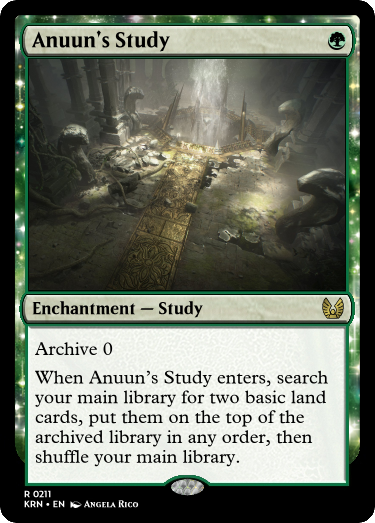 Anuun's Study
Enchantment — Study
Archive 0
When Anuun's Study enters, search
your main library for two basic land
cards, put them on the top of the
archived library in any order, then
shuffle your main library.
R 0211
KRN • EN Angela Rico